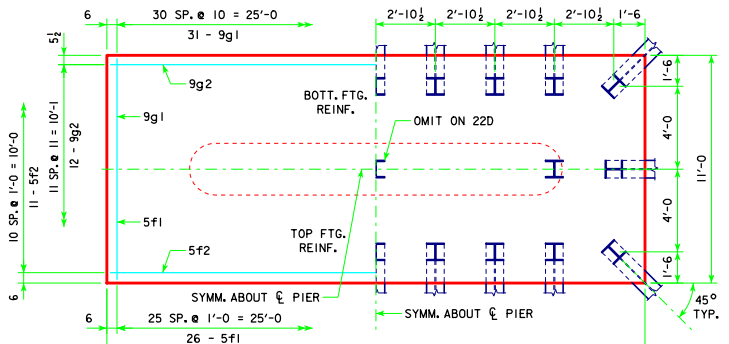 6
30 SP.@ 10 = 25'-0
31 - 9g1
2'-10½
2'-10½
2'-10½
2'-10½
1'-6
5½
9g2
BOTT. FTG.
REINF.
1'-6
9g1
OMIT ON 22D
4'-0
10 SP.@ 1'-0 = 10'-0
11 - 5f2
11 SP.@ 11 = 10'-1
12 - 9g2
11'-0
5f1
TOP FTG.
REINF.
4'-0
5f2
1'-6
6
SYMM. ABOUT ℄ PIER
SYMM. ABOUT ℄ PIER
45°
TYP.
6
25 SP.@ 1'-0 = 25'-0
26 - 5f1